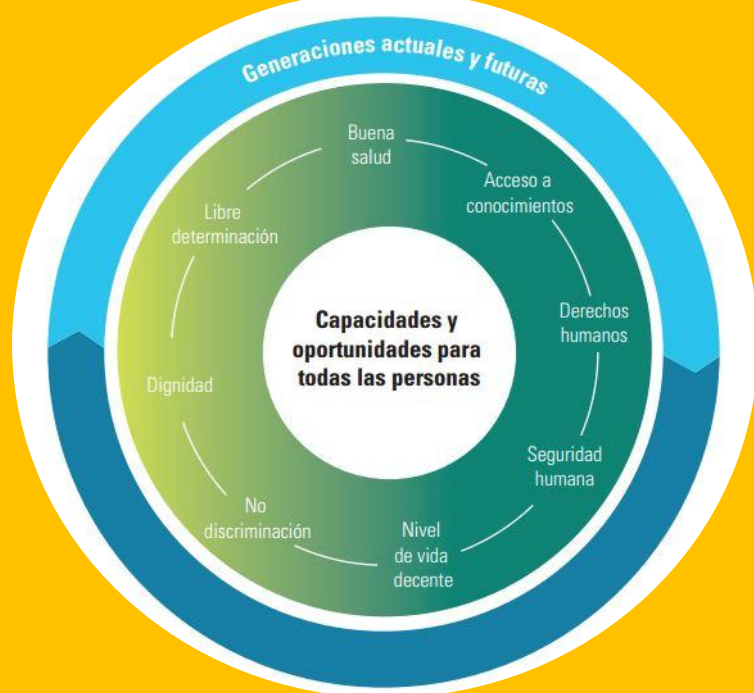 Generaciones actuales y futuras
Buena
salud
Acceso a
conocimientos
Derechos
humanos
Seguridad
humana
Nivel
de vida
decente
No
discriminación
Dignidad
Libre
determinación
Capacidades y
oportunidades para
todas las personas